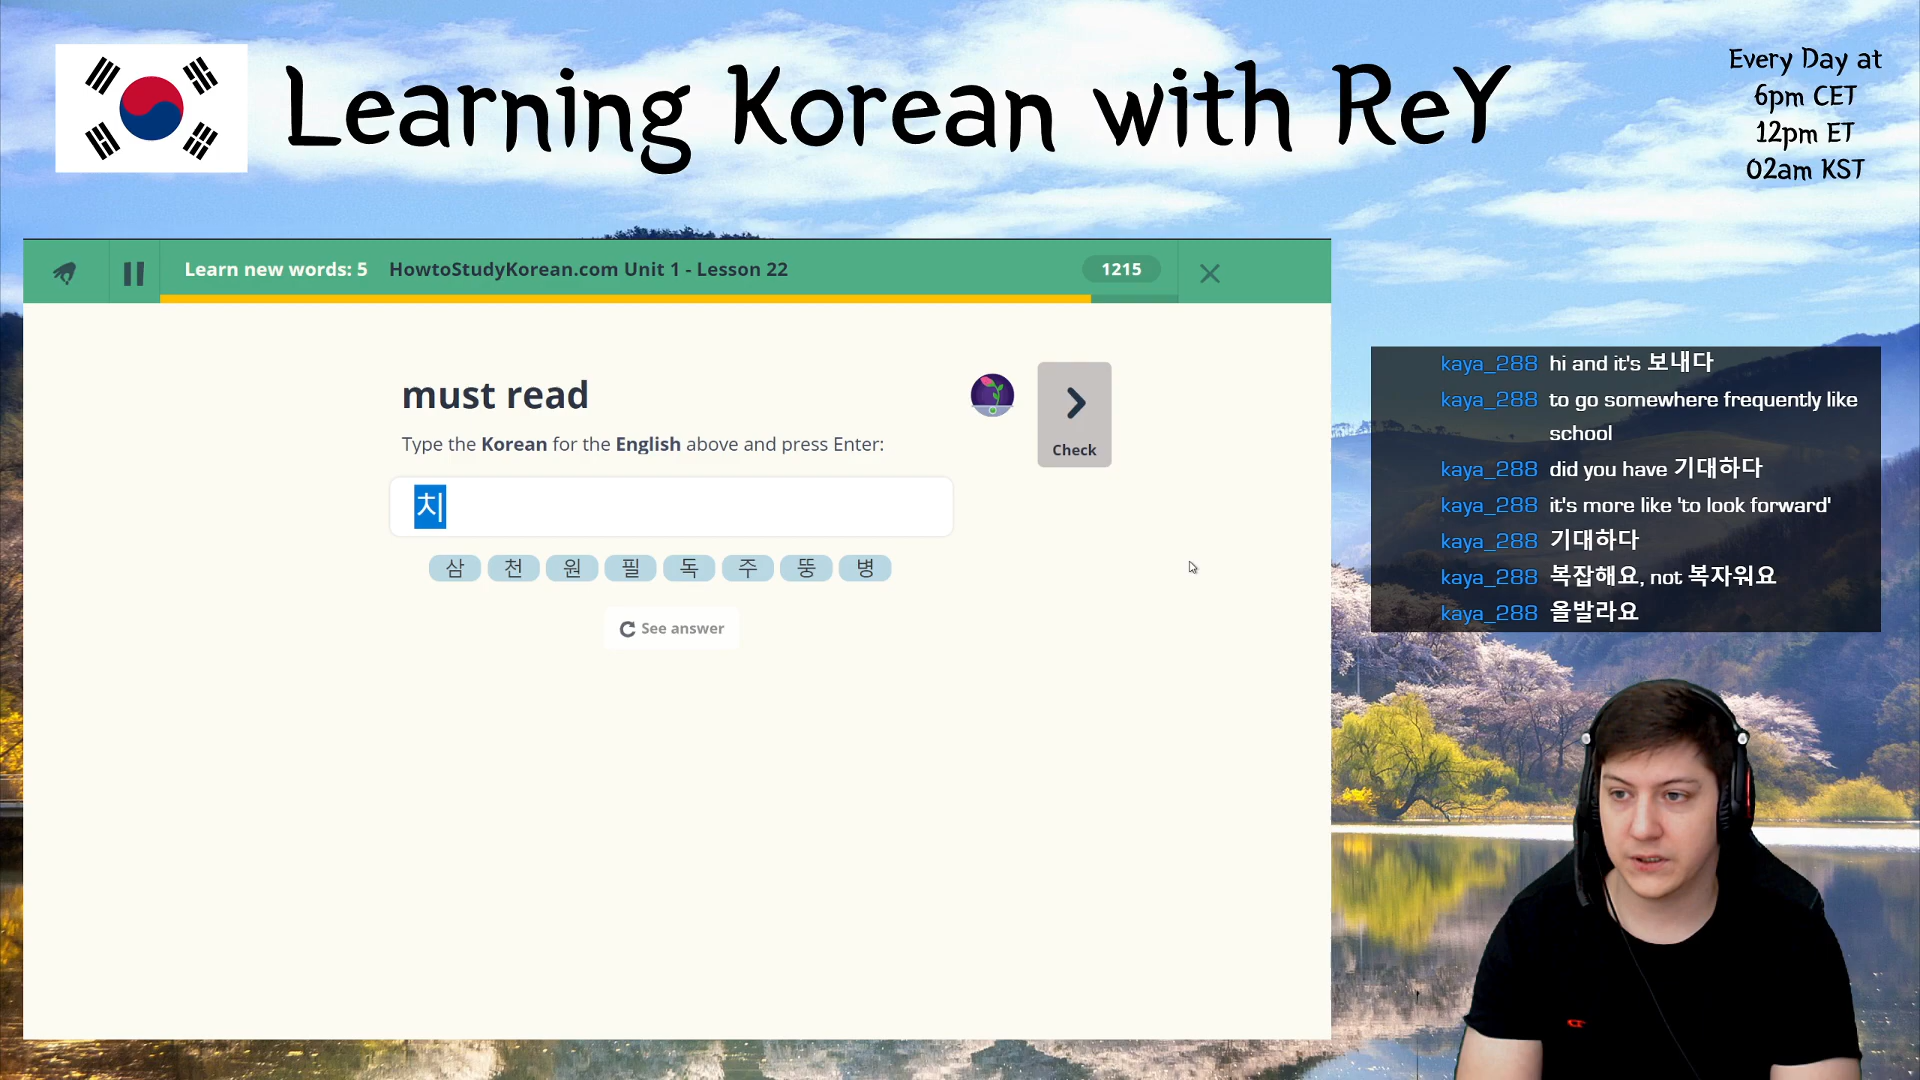 Learning Korean with ReY
Every Day at
6pm CET
12pm ET
02am KST
Learn new words: 5 HowtoStudyKorean.com Unit 1 - Lesson 22 1215
must read
Type the Korean for the English above and press Enter:
Check
치
삼 천 원 필 독 주 뚱 병
See answer
kaya_288 hi and it's 보내다
kaya_288 to go somewhere frequently like
school
kaya_288 did you have 기대하다
kaya_288 it's more like 'to look forward'
kaya_288 기대하다
kaya_288 복잡해요, not 복자워요
kaya_288 올발라요